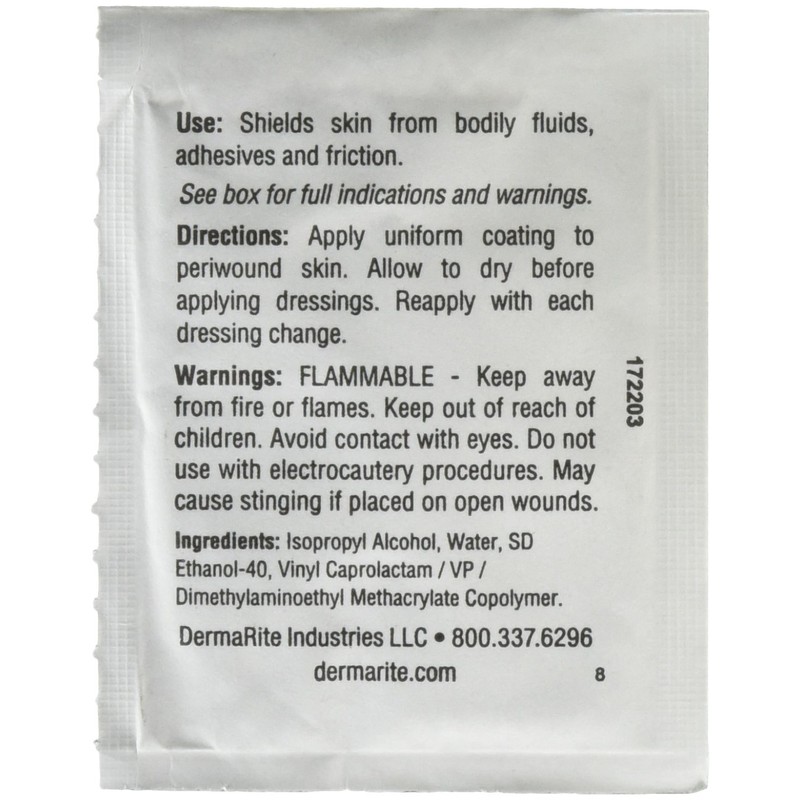 Use: Shields skin from bodily fluids,
adhesives and friction.
See box for full indications and warnings.
Directions: Apply uniform coating to
periwound skin. Allow to dry before
applying dressings. Reapply with each
dressing change.
Warnings: FLAMMABLE - Keep away
from fire or flames. Keep out of reach of
children. Avoid contact with eyes. Do not
use with electrocautery procedures. May
cause stinging if placed on open wounds.
Ingredients: Isopropyl Alcohol, Water, SD
Ethanol-40, Vinyl Caprolactam / VP /
Dimethylaminoethyl Methacrylate Copolymer.
DermaRite Industries LLC • 800.337.6296
dermarite.com
8
172203